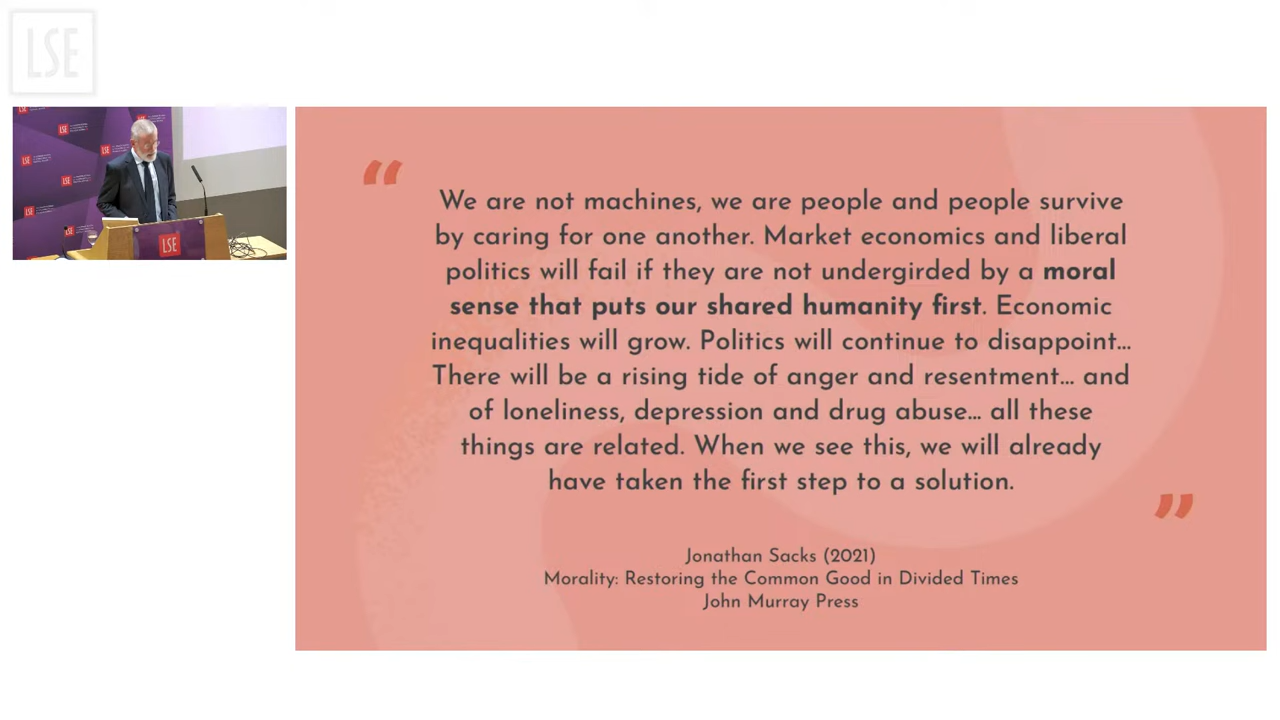 LSE
LSE
“
We are not machines, we are people and people survive
by caring for one another. Market economics and liberal
politics will fail if they are not undergirded by a moral
sense that puts our shared humanity first. Economic
inequalities will grow. Politics will continue to disappoint...
There will be a rising tide of anger and resentment... and
of loneliness, depression and drug abuse... all these
things are related. When we see this, we will already
have taken the first step to a solution.
”
Jonathan Sacks (2021)
Morality: Restoring the Common Good in Divided Times
John Murray Press